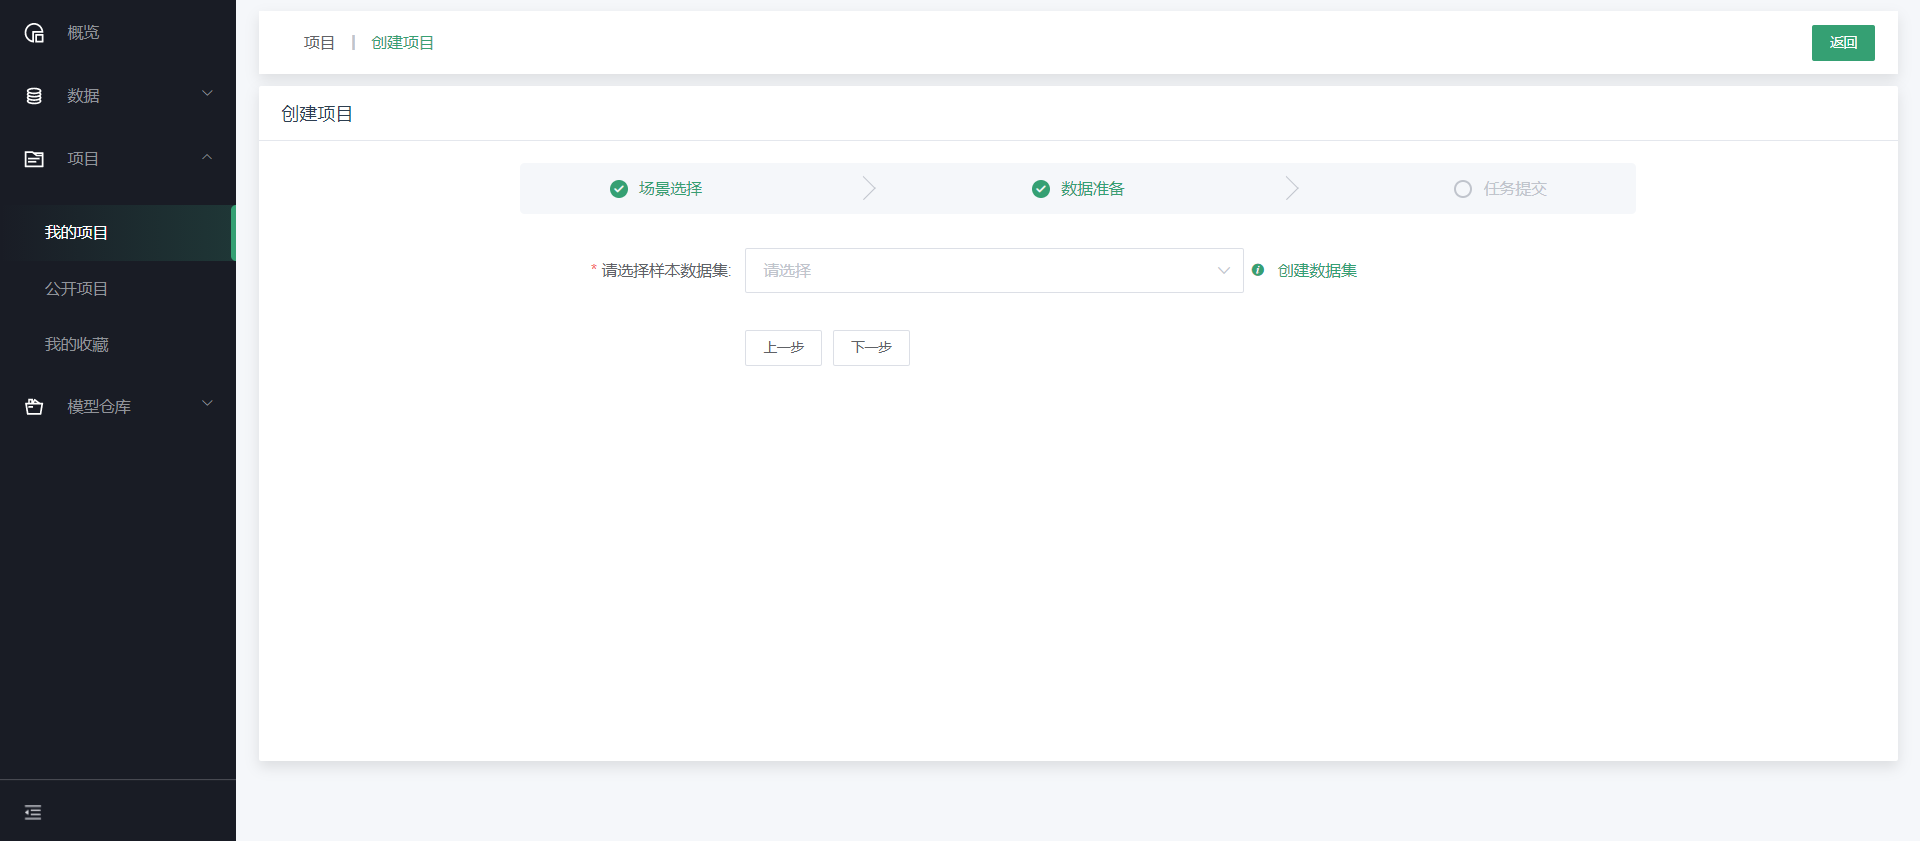 概览
数据
项目
我的项目
公开项目
我的收藏
模型仓库
项目 | 创建项目
返回
创建项目
场景选择
数据准备
任务提交
* 请选择样本数据集: 请选择 创建数据集
上一步 下一步